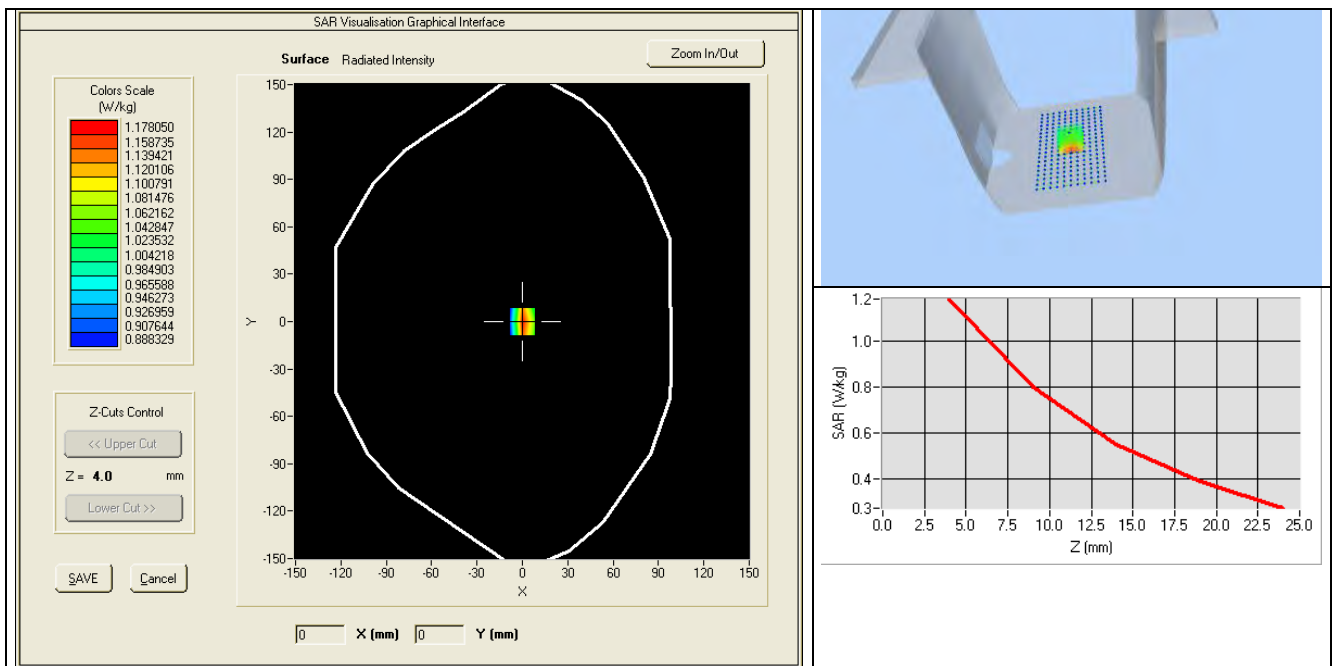 SAR Visualisation Graphical Interface
Surface Radiated Intensity
Zoom In/Out
Colors Scale
(W/kg)
1.178050
1.158735
1.139421
1.120106
1.100791
1.081476
1.062162
1.042847
1.023532
1.004218
0.984903
0.965588
0.946273
0.926959
0.907644
0.888329
Z-Cuts Control
<< Upper Cut
Z = 4.0 mm
Lower Cut >>
SAVE Cancel
150
120
90
60
30
0
-30
-60
-90
-120
-150
Y
-150 -120 -90 -60 -30 0 30 60 90 120 150
X
0 X (mm) 0 Y (mm)
1.2
1.0
0.8
0.6
0.4
0.3
SAR (W/kg)
0.0 2.5 5.0 7.5 10.0 12.5 15.0 17.5 20.0 22.5 25.0
Z (mm)